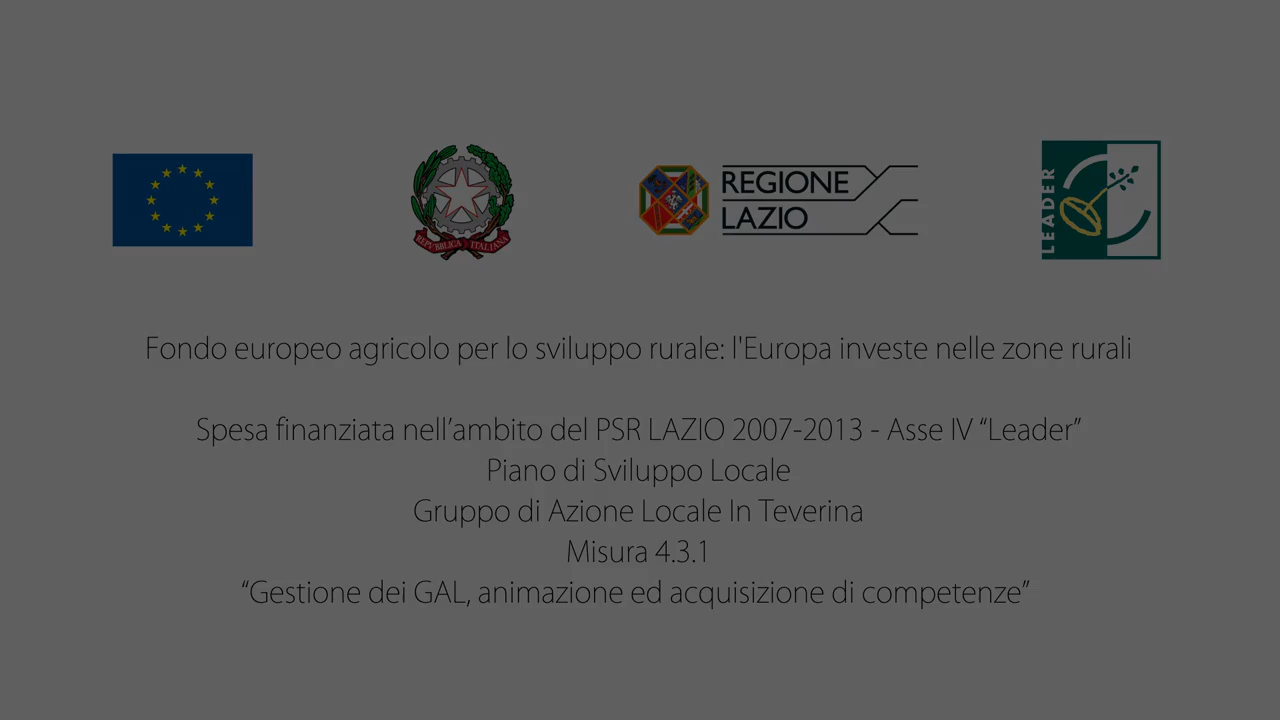 REPVBBLICA ITALIANA
REGIONE
LAZIO
LEADER
Fondo europeo agricolo per lo sviluppo rurale: l'Europa investe nelle zone rurali
Spesa finanziata nell’ambito del PSR LAZIO 2007-2013 - Asse IV “Leader”
Piano di Sviluppo Locale
Gruppo di Azione Locale In Teverina
Misura 4.3.1
“Gestione dei GAL, animazione ed acquisizione di competenze”